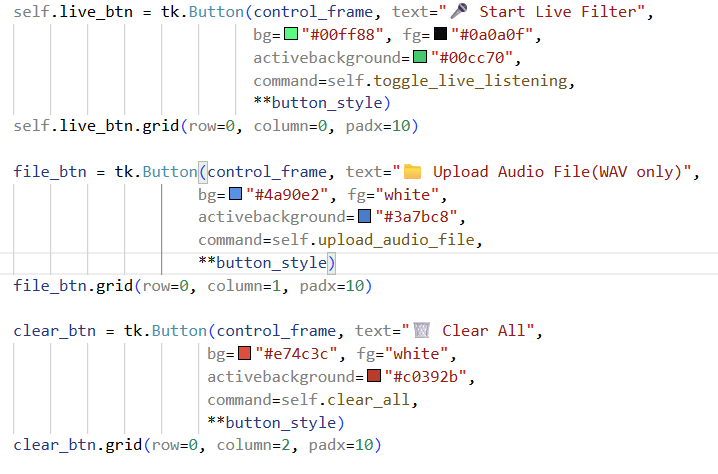 self.live_btn = tk.Button(control_frame, text="🎤 Start Live Filter",
bg="#00ff88", fg="#0a0a0f",
activebackground="#00cc70",
command=self.toggle_live_listening,
**button_style)
self.live_btn.grid(row=0, column=0, padx=10)
file_btn = tk.Button(control_frame, text="📁 Upload Audio File(WAV only)",
bg="#4a90e2", fg="white",
activebackground="#3a7bc8",
command=self.upload_audio_file,
**button_style)
file_btn.grid(row=0, column=1, padx=10)
clear_btn = tk.Button(control_frame, text="🗑️ Clear All",
bg="#e74c3c", fg="white",
activebackground="#c0392b",
command=self.clear_all,
**button_style)
clear_btn.grid(row=0, column=2, padx=10)